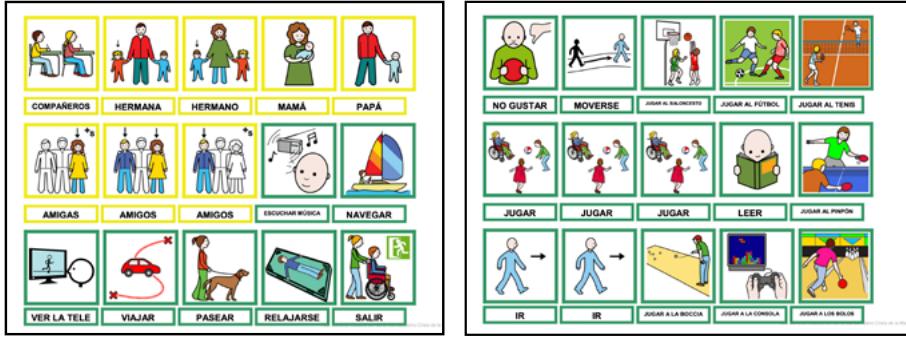 COMPAÑEROS HERMANA HERMANO MAMÁ PAPÁ
+s +s
AMIGAS AMIGOS AMIGOS ESCUCHAR MÚSICA NAVEGAR
VER LA TELE VIAJAR PASEAR RELAJARSE SALIR
NO GUSTAR MOVERSE JUGAR AL BALONCESTO JUGAR AL FÚTBOL JUGAR AL TENIS
JUGAR JUGAR JUGAR LEER JUGAR AL PINPÓN
IR IR JUGAR A LA BOCCIA JUGAR A LA CONSOLA JUGAR A LOS BOLOS